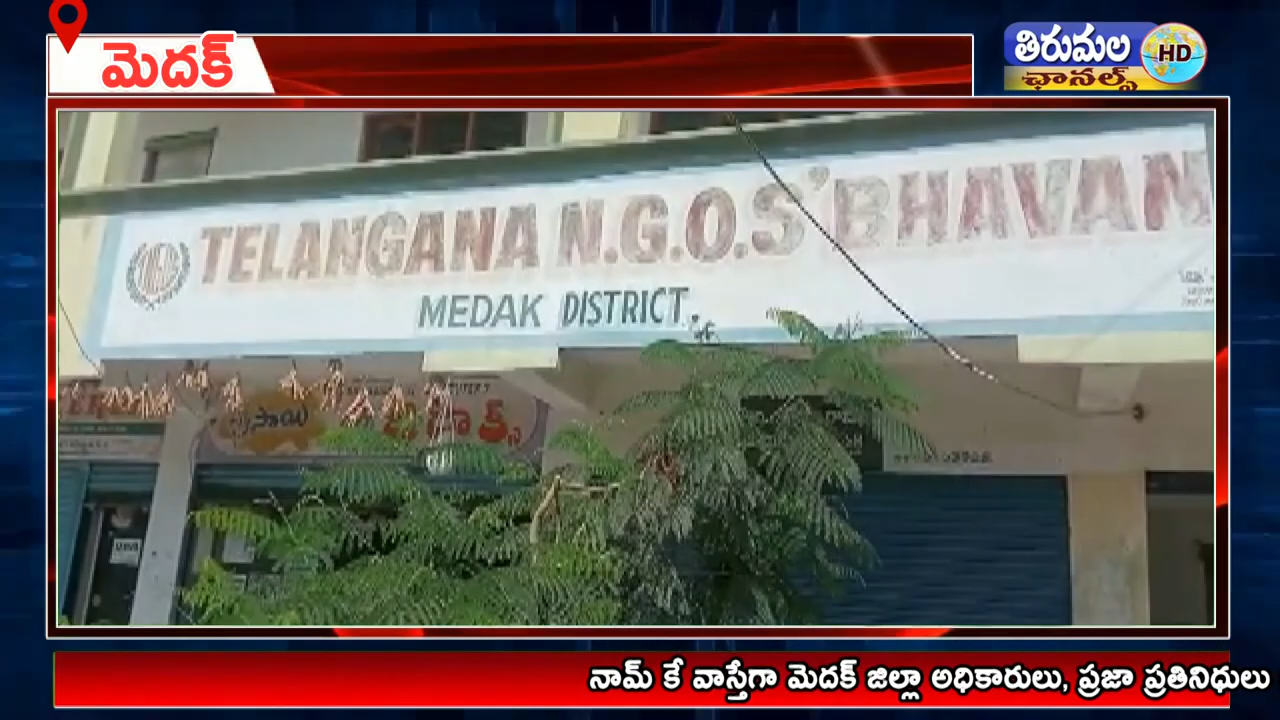 మెదక్
తిరుమల
ఛానల్స్
HD
TELANGANA N.G.O.S' BHAVAN
MEDAK DISTRICT.
నామ్ కే వాస్తేగా మెదక్ జిల్లా అధికారులు, ప్రజా ప్రతినిధులు